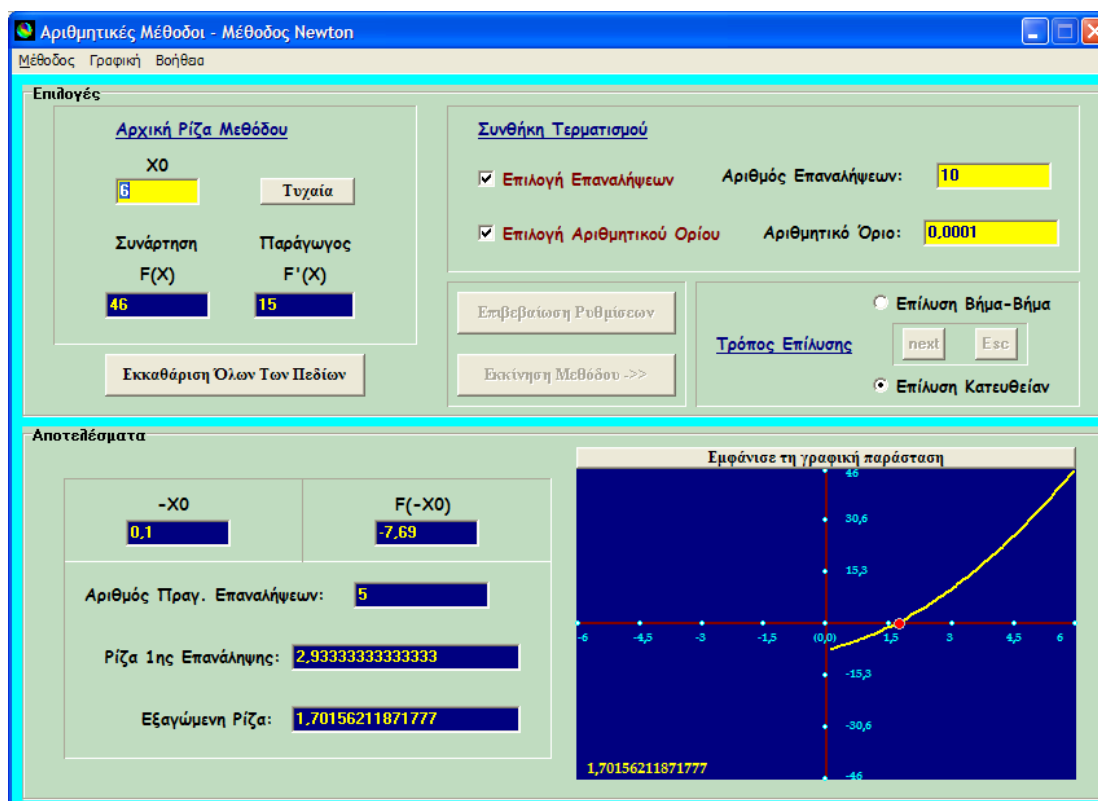 Αριθμητικές Μέθοδοι - Μέθοδος Newton
Μέθοδος Γραφική Βοήθεια
Επιλογές
Αρχική Ρίζα Μεθόδου
X0
6
Τυχαία
Συνάρτηση Παράγωγος
F(X) F'(X)
46 15
Εκκαθάριση Όλων Των Πεδίων
Συνθήκη Τερματισμού
Επιλογή Επαναλήψεων Αριθμός Επαναλήψεων: 10
Επιλογή Αριθμητικού Ορίου Αριθμητικό Όριο: 0,0001
Επιβεβαίωση Ρυθμίσεων
Εκκίνηση Μεθόδου ->>
Τρόπος Επίλυσης
Επίλυση Βήμα-Βήμα
next Esc
Επίλυση Κατευθείαν
Αποτελέσματα
-X0 F(-X0)
0,1 -7,69
Αριθμός Πραγ. Επαναλήψεων: 5
Ρίζα 1ης Επανάληψης: 2,93333333333333
Εξαγώμενη Ρίζα: 1,70156211871777
Εμφάνισε τη γραφική παράσταση
46
30,6
15,3
-6 -4,5 -3 -1,5 (0,0) 1,5 3 4,5 6
-15,3
-30,6
-46
1,70156211871777